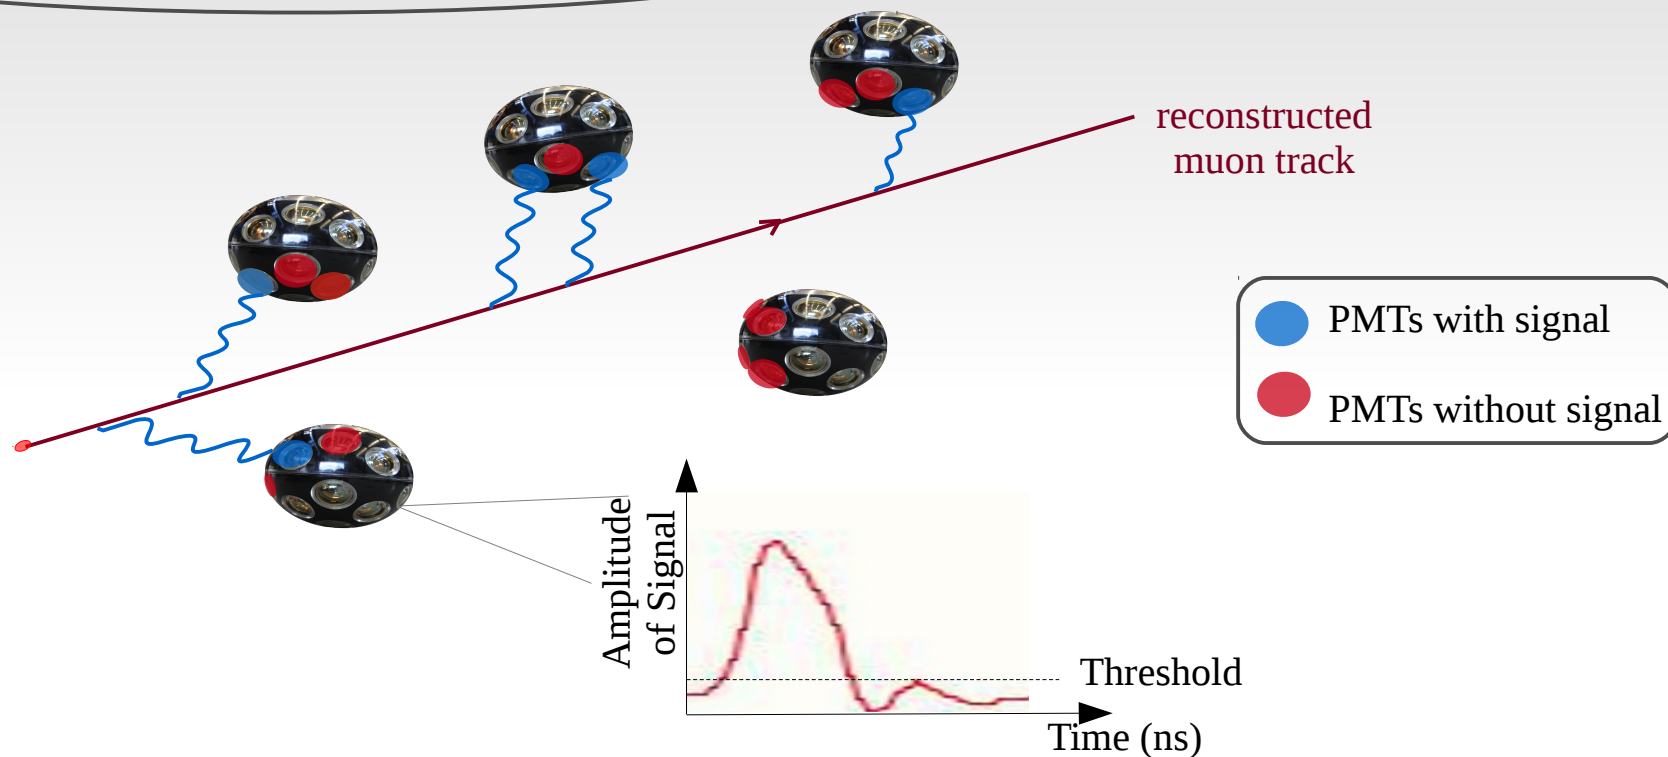 reconstructed
muon track
PMTs with signal
PMTs without signal
Amplitude
of Signal
Threshold
Time (ns)